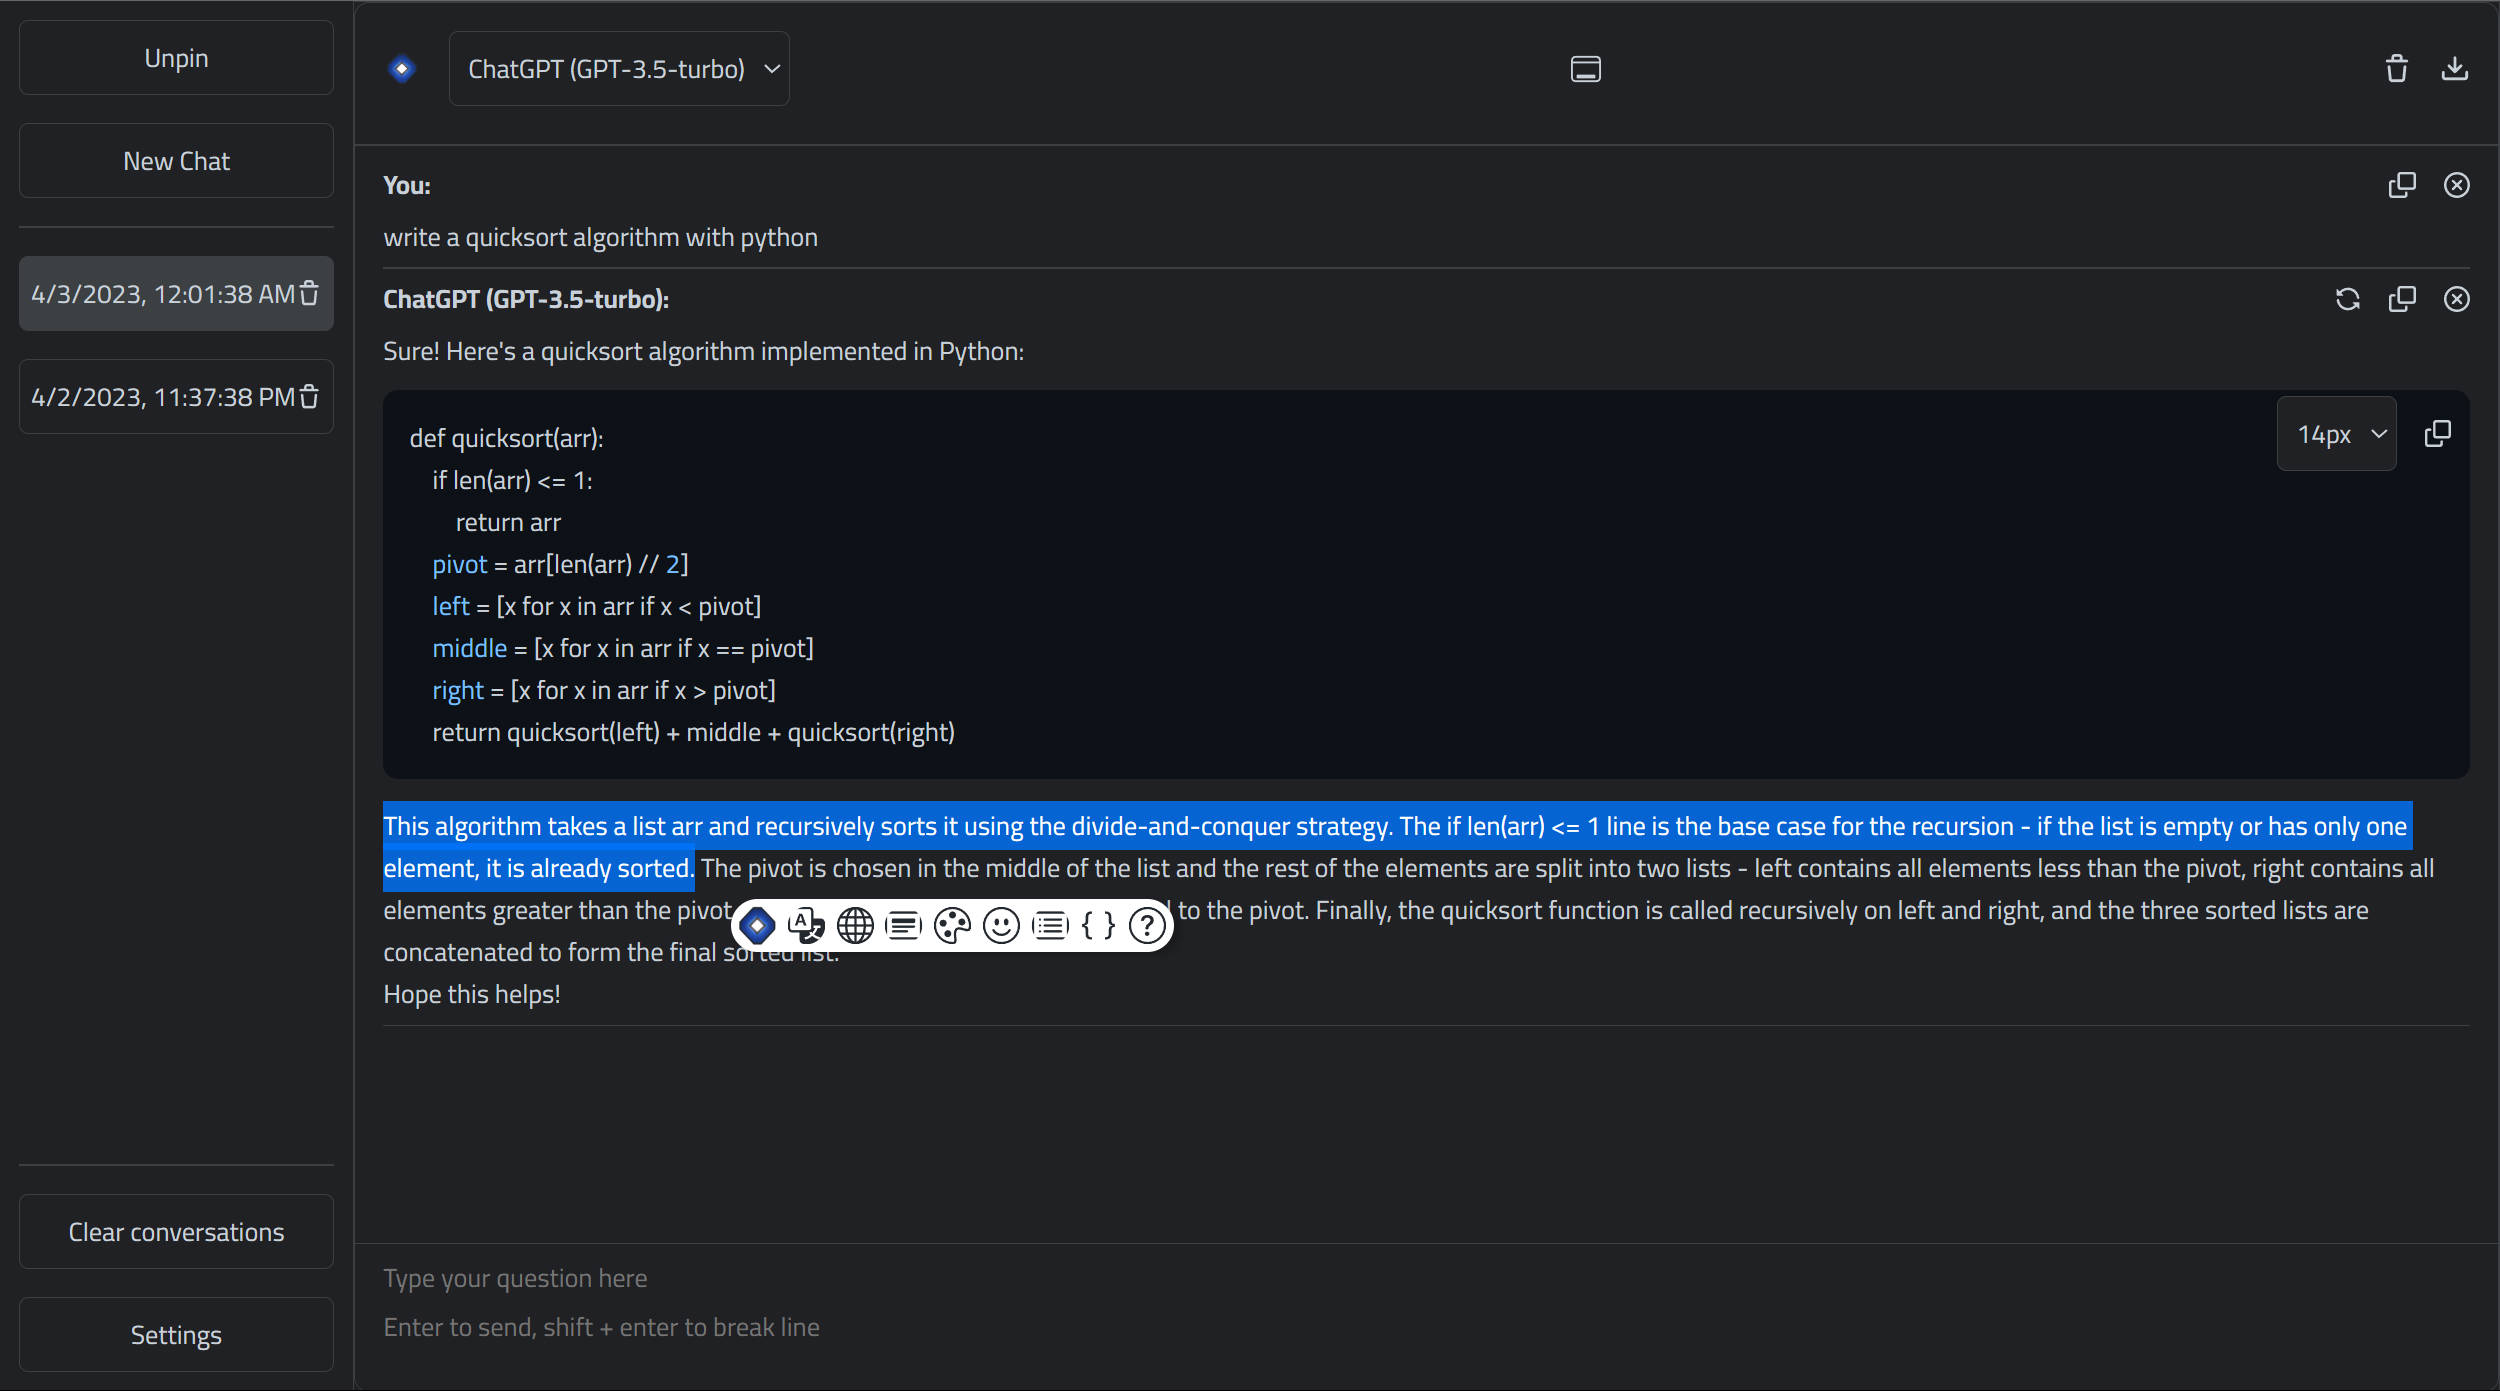 Unpin
New Chat
4/3/2023, 12:01:38 AM
4/2/2023, 11:37:38 PM
Clear conversations
Settings
ChatGPT (GPT-3.5-turbo)
You:
write a quicksort algorithm with python
ChatGPT (GPT-3.5-turbo):
Sure! Here's a quicksort algorithm implemented in Python:
14px
def quicksort(arr):
    if len(arr) <= 1:
        return arr
    pivot = arr[len(arr) // 2]
    left = [x for x in arr if x < pivot]
    middle = [x for x in arr if x == pivot]
    right = [x for x in arr if x > pivot]
    return quicksort(left) + middle + quicksort(right)
This algorithm takes a list arr and recursively sorts it using the divide-and-conquer strategy. The if len(arr) <= 1 line is the base case for the recursion - if the list is empty or has only one
element, it is already sorted. The pivot is chosen in the middle of the list and the rest of the elements are split into two lists - left contains all elements less than the pivot, right contains all
elements greater than the pivot to the pivot. Finally, the quicksort function is called recursively on left and right, and the three sorted lists are
concatenated to form the final sorted list.
Hope this helps!
Type your question here
Enter to send, shift + enter to break line